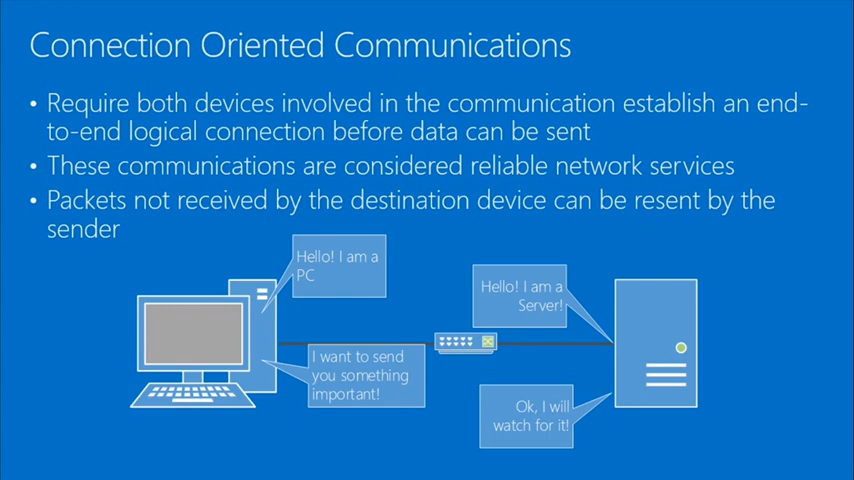 Connection Oriented Communications
• Require both devices involved in the communication establish an end-
to-end logical connection before data can be sent
• These communications are considered reliable network services
• Packets not received by the destination device can be resent by the
sender
Hello! I am a
PC
Hello! I am a
Server!
I want to send
you something
important!
Ok, I will
watch for it!